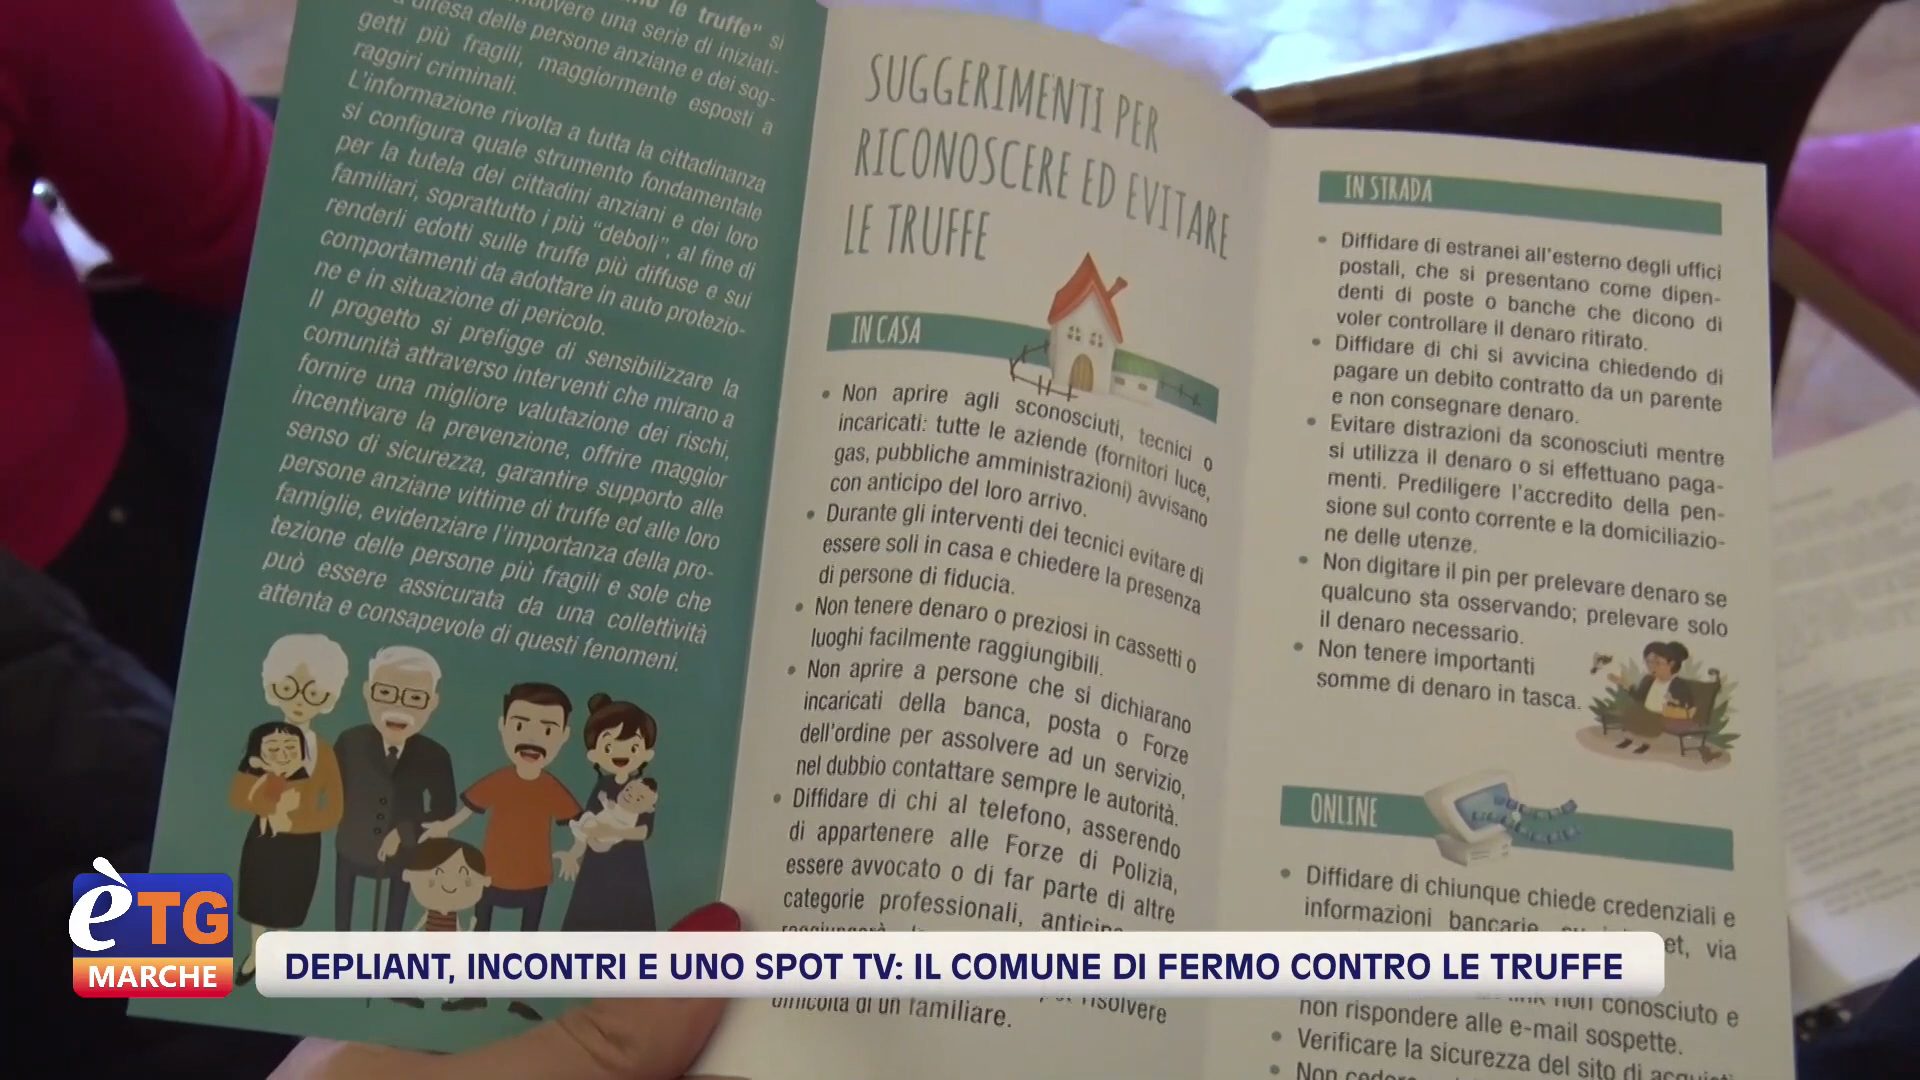 le truffe" si
muovere una serie di iniziati-
difesa delle persone anziane e dei sog-
getti più fragili, maggiormente esposti a
raggiri criminali.
L'informazione rivolta a tutta la cittadinanza
si configura quale strumento fondamentale
per la tutela dei cittadini anziani e dei loro
familiari, soprattutto i più "deboli", al fine di
renderli edotti sulle truffe più diffuse e sui
comportamenti da adottare in auto protezio-
ne e in situazione di pericolo.
Il progetto si prefigge di sensibilizzare la
comunità attraverso interventi che mirano a
fornire una migliore valutazione dei rischi,
incentivare la prevenzione, offrire maggior
senso di sicurezza, garantire supporto alle
persone anziane vittime di truffe ed alle loro
famiglie, evidenziare l'importanza della pro-
tezione delle persone più fragili e sole che
può essere assicurata da una collettività
attenta e consapevole di questi fenomeni.
SUGGERIMENTI PER
RICONOSCERE ED EVITARE
LE TRUFFE
IN CASA
• Non aprire agli sconosciuti, tecnici o
incaricati: tutte le aziende (fornitori luce,
gas, pubbliche amministrazioni) avvisano
con anticipo del loro arrivo.
• Durante gli interventi dei tecnici evitare di
essere soli in casa e chiedere la presenza
di persone di fiducia.
• Non tenere denaro o preziosi in cassetti o
luoghi facilmente raggiungibili.
• Non aprire a persone che si dichiarano
incaricati della banca, posta o Forze
dell'ordine per assolvere ad un servizio,
nel dubbio contattare sempre le autorità.
• Diffidare di chi al telefono, asserendo
di appartenere alle Forze di Polizia,
essere avvocato o di far parte di altre
categorie professionali,
risolvere
difficoltà di un familiare.
IN STRADA
• Diffidare di estranei all'esterno degli uffici
postali, che si presentano come dipen-
denti di poste o banche che dicono di
voler controllare il denaro ritirato.
• Diffidare di chi si avvicina chiedendo di
pagare un debito contratto da un parente
e non consegnare denaro.
• Evitare distrazioni da sconosciuti mentre
si utilizza il denaro o si effettuano paga-
menti. Prediligere l'accredito della pen-
sione sul conto corrente e la domiciliazio-
ne delle utenze.
• Non digitare il pin per prelevare denaro se
qualcuno sta osservando; prelevare solo
il denaro necessario.
• Non tenere importanti
somme di denaro in tasca.
ONLINE
• Diffidare di chiunque chiede credenziali e
informazioni bancarie via
link non conosciuto e
non rispondere alle e-mail sospette.
• Verificare la sicurezza del sito di
• Non
è TG
MARCHE
DEPLIANT, INCONTRI E UNO SPOT TV: IL COMUNE DI FERMO CONTRO LE TRUFFE